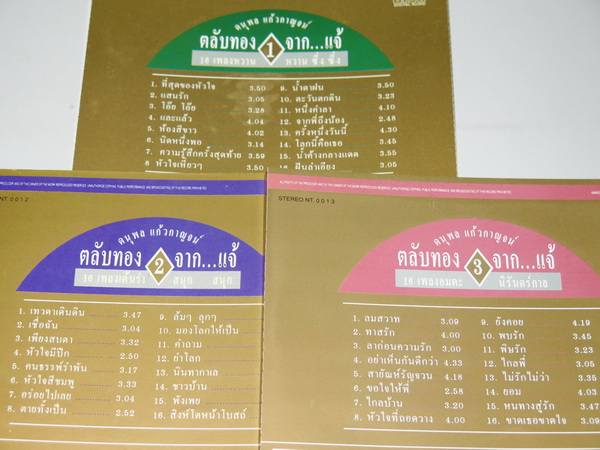 ดนุพล แก้วกาญจน์
ตลับทอง 1 จาก...แจ้
16 เพลงหวาน หวาน ซึ้ง ซึ้ง
1. ที่สุดของหัวใจ 3.50
2. แสนรัก 3.05
3. โอ๊ย โอ๊ย 3.28
4. และแล้ว 4.04
5. ห้องสีขาว 4.02
6. นิดหนึ่งพอ 3.14
7. ความรู้สึกครั้งสุดท้าย 3.59
8. หัวใจเหี่ยวๆ 3.50
9. น้ำตาฝน 3.50
10. ตะวันตกดิน 3.23
11. หนึ่งคำลา 4.10
12. จากพี่ถึงน้อง 2.48
13. ครั้งหนึ่งวันนี้ 4.30
14. โลกนี้คือเธอ 3.45
15. น้ำค้างกลางแดด 3.55
16. ฝันลำเอียง 3.05
NT. 0012
ดนุพล แก้วกาญจน์
ตลับทอง 2 จาก...แจ้
16 เพลงเต้นรำ สนุก สนุก
1. เทวดาเดินดิน 3.47
2. เชื่อฉัน 3.04
3. เพียงสบตา 3.32
4. หัวใจมีปีก 2.50
5. คนธรรพ์รำพัน 3.17
6. หัวใจสีชมพู 3.33
7. อร่อยไปเลย 3.04
8. ตายทั้งเป็น 2.52
9. ล้มๆ ลุกๆ
10. มองโลกให้เป็น
11. คำถาม
12. ยำโลก
13. นินทากาเล
14. ชาวบ้าน
15. พังเพย
16. สิงห์ใดหน้าโบสถ์
STEREO NT. 0013
ดนุพล แก้วกาญจน์
ตลับทอง 3 จาก...แจ้
16 เพลงอมตะ นิรันดร์กาล
1. ลมสวาท 3.09
2. ทาสรัก 4.00
3. ลาก่อนความรัก 3.00
4. อย่าเห็นกันดีกว่า 4.33
5. สายัณห์รัญจวน 4.18
6. ขอใจให้พี่ 2.58
7. ไกลบ้าน 3.20
8. หัวใจพี่ถอดวาง 4.00
9. ยังคอย 4.19
10. พบรัก 3.45
11. พิษรัก 3.23
12. ใกล้พี่ 3.05
13. ไม่รักไม่ว่า 3.35
14. ยอม 4.03
15. หนทางสู่รัก 3.47
16. ขาดเธอขาดใจ 3.09